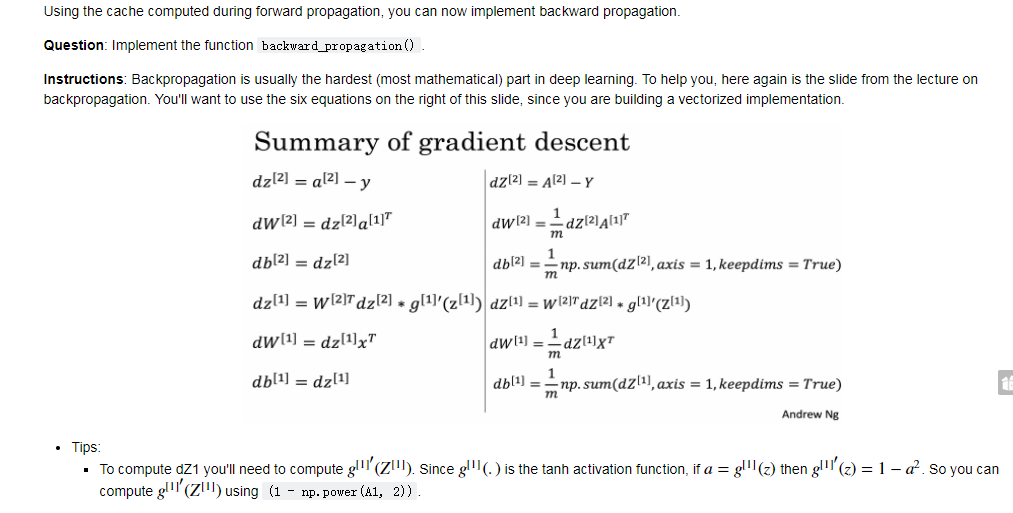 Using the cache computed during forward propagation, you can now implement backward propagation.
Question: Implement the function backward_propagation() .
Instructions: Backpropagation is usually the hardest (most mathematical) part in deep learning. To help you, here again is the slide from the lecture on
backpropagation. You'll want to use the six equations on the right of this slide, since you are building a vectorized implementation.
Summary of gradient descent
dz^[2] = a^[2] − y
dW^[2] = dz^[2]a^[1]^T
db^[2] = dz^[2]
dz^[1] = W^[2]T dz^[2] ∗ g^[1]′(z^[1])
dW^[1] = dz^[1]x^T
db^[1] = dz^[1]
dZ^[2] = A^[2] − Y
dW^[2] = 1/m dZ^[2]A^[1]^T
db^[2] = 1/m np.sum(dZ^[2], axis = 1, keepdims = True)
dZ^[1] = W^[2]T dZ^[2] ∗ g^[1]′(Z^[1])
dW^[1] = 1/m dZ^[1]X^T
db^[1] = 1/m np.sum(dZ^[1], axis = 1, keepdims = True)
Andrew Ng
• Tips:
▪ To compute dZ1 you'll need to compute g^[1]′(Z^[1]). Since g^[1](.) is the tanh activation function, if a = g^[1](z) then g^[1]′(z) = 1 − a². So you can
compute g^[1]′(Z^[1]) using (1 - np.power(A1, 2)) .